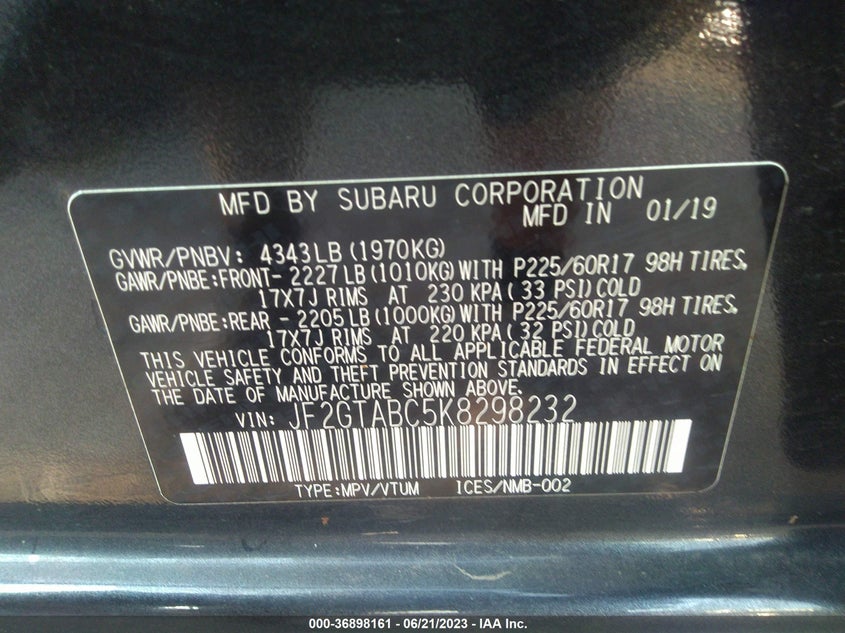 MFD BY SUBARU CORPORATION
MFD IN 01/19
GVWR/PNBV: 4343LB (1970KG)
GAWR/PNBE:FRONT- 2227LB (1010KG) WITH P225/60R17 98H TIRES,
17X7J RIMS AT 230 KPA ( 33 PSI) COLD
GAWR/PNBE:REAR - 2205LB (1000KG) WITH P225/60R17 98H TIRES,
17X7J RIMS AT 220 KPA ( 32 PSI) COLD
THIS VEHICLE CONFORMS TO ALL APPLICABLE FEDERAL MOTOR
VEHICLE SAFETY AND THEFT PREVENTION STANDARDS IN EFFECT ON
THE DATE OF MANUFACTURE SHOWN ABOVE.
VIN: JF2GTABC5K8298232
TYPE:MPV/VTUM ICES/NMB-002
000-36898161 - 06/21/2023 - IAA Inc.